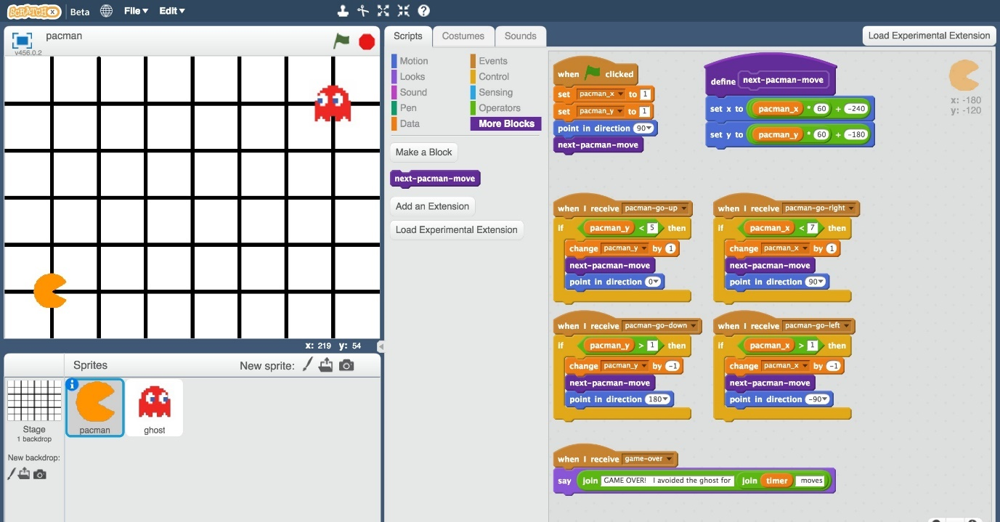 SCRATCHX Beta File▼ Edit▼
pacman
v456.0.2
x: 219 y: 54
Sprites New sprite:
Stage
1 backdrop
New backdrop:
pacman
ghost
Scripts Costumes Sounds
Load Experimental Extension
Motion Events
Looks Control
Sound Sensing
Pen Operators
Data More Blocks
Make a Block
next-pacman-move
Add an Extension
Load Experimental Extension
when clicked
set pacman_x to 1
set pacman_y to 1
point in direction 90▼
next-pacman-move
define next-pacman-move
set x to pacman_x * 60 + -240
set y to pacman_y * 60 + -180
x: -180
y: -120
when I receive pacman-go-up
if pacman_y < 5 then
change pacman_y by 1
next-pacman-move
point in direction 0▼
when I receive pacman-go-right
if pacman_x < 7 then
change pacman_x by 1
next-pacman-move
point in direction 90▼
when I receive pacman-go-down
if pacman_y > 1 then
change pacman_y by -1
next-pacman-move
point in direction 180▼
when I receive pacman-go-left
if pacman_x > 1 then
change pacman_x by -1
next-pacman-move
point in direction -90▼
when I receive game-over
say join GAME OVER! I avoided the ghost for join timer moves